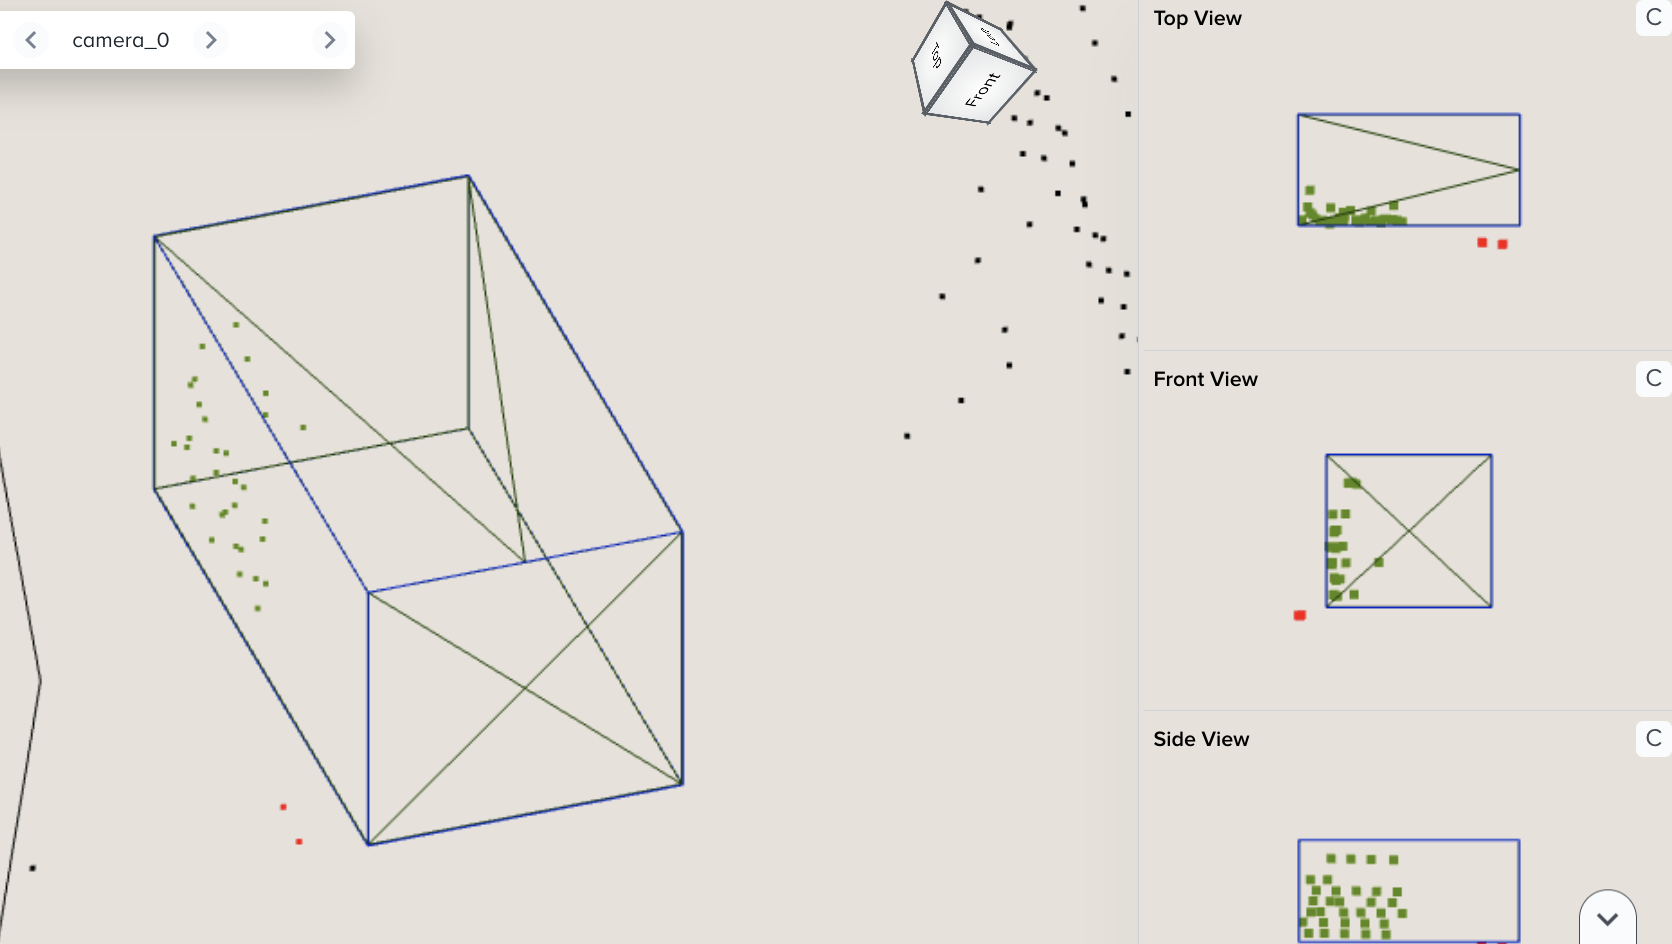 camera_0
Front
Top View
C
Front View
C
Side View
C